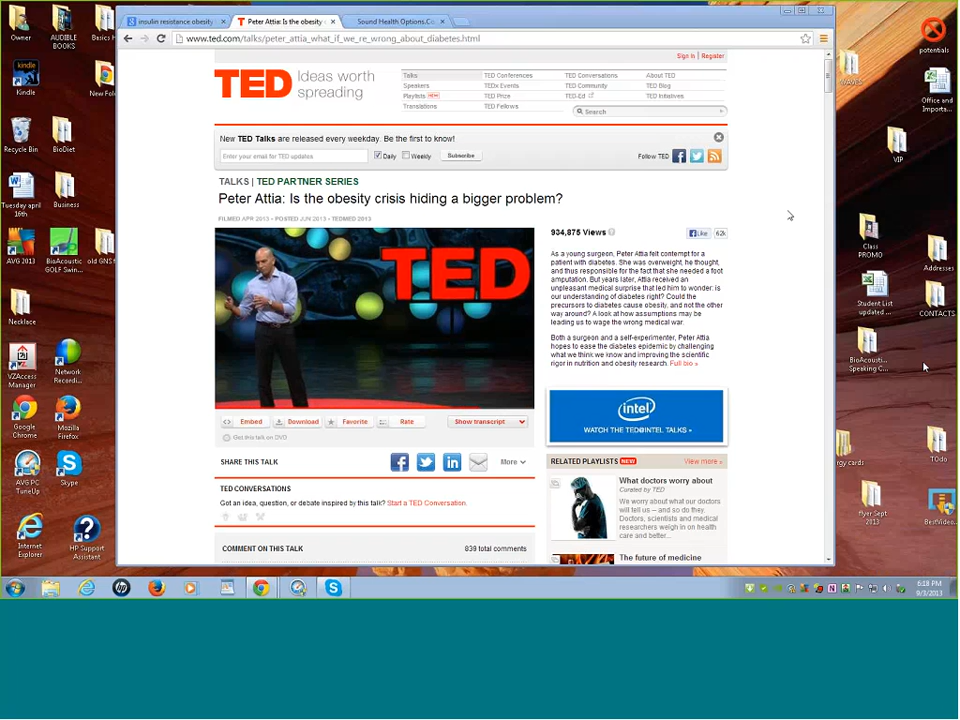 insulin resistance obesity
Peter Attia: Is the obesity
Sound Health Options.Co
www.ted.com/talks/peter_attia_what_if_we_re_wrong_about_diabetes.html
Sign in | Register
TED Ideas worth
spreading
Talks
TED Conferences
TED Conversations
About TED
Speakers
TEDx Events
TED Community
TED Blog
Playlists NEW
TED Prize
TED-Ed
TED Initiatives
Translations
TED Fellows
Search
New TED Talks are released every weekday. Be the first to know!
Enter your email for TED updates
Daily
Weekly
Subscribe
Follow TED
TALKS | TED PARTNER SERIES
Peter Attia: Is the obesity crisis hiding a bigger problem?
FILMED APR 2013 • POSTED JUN 2013 • TEDMED 2013
TED
934,875 Views
Like
62k
As a young surgeon, Peter Attia felt contempt for a
patient with diabetes. She was overweight, he thought,
and thus responsible for the fact that she needed a foot
amputation. But years later, Attia received an
unpleasant medical surprise that led him to wonder: is
our understanding of diabetes right? Could the
precursors to diabetes cause obesity, and not the other
way around? A look at how assumptions may be
leading us to wage the wrong medical war.
Both a surgeon and a self-experimenter, Peter Attia
hopes to ease the diabetes epidemic by challenging
what we think we know and improving the scientific
rigor in nutrition and obesity research. Full bio »
intel
WATCH THE TED@INTEL TALKS »
Embed
Download
Favorite
Rate
Show transcript
Get this talk on DVD
SHARE THIS TALK
More
TED CONVERSATIONS
Got an idea, question, or debate inspired by this talk? Start a TED Conversation.
COMMENT ON THIS TALK
839 total comments
RELATED PLAYLISTS NEW
View more »
What doctors worry about
Curated by TED
We worry about what our doctors
will tell us – and so do they.
Doctors, scientists and medical
researchers weigh in on health
care and better...
The future of medicine
Owner
AUDIBLE
BOOKS
Basics H
Kindle
New Fol
Recycle Bin
BioDiet
Tuesday april
16th
Business
AVG 2013
BioAcoustic
GOLF Swin...
old GNS
Necklace
VZAccess
Manager
Network
Recordi...
Google
Chrome
Mozilla
Firefox
AVG PC
TuneUp
Skype
Internet
Explorer
HP Support
Assistant
potentials
Office and
Imports...
VIP
Class
PROMO
Addresses
Student List
updated ...
CONTACTS
BioAcousti...
Speaking C...
rgy cards
TOdo
flyer Sept
2013
BestVideo...
6:18 PM
9/3/2013